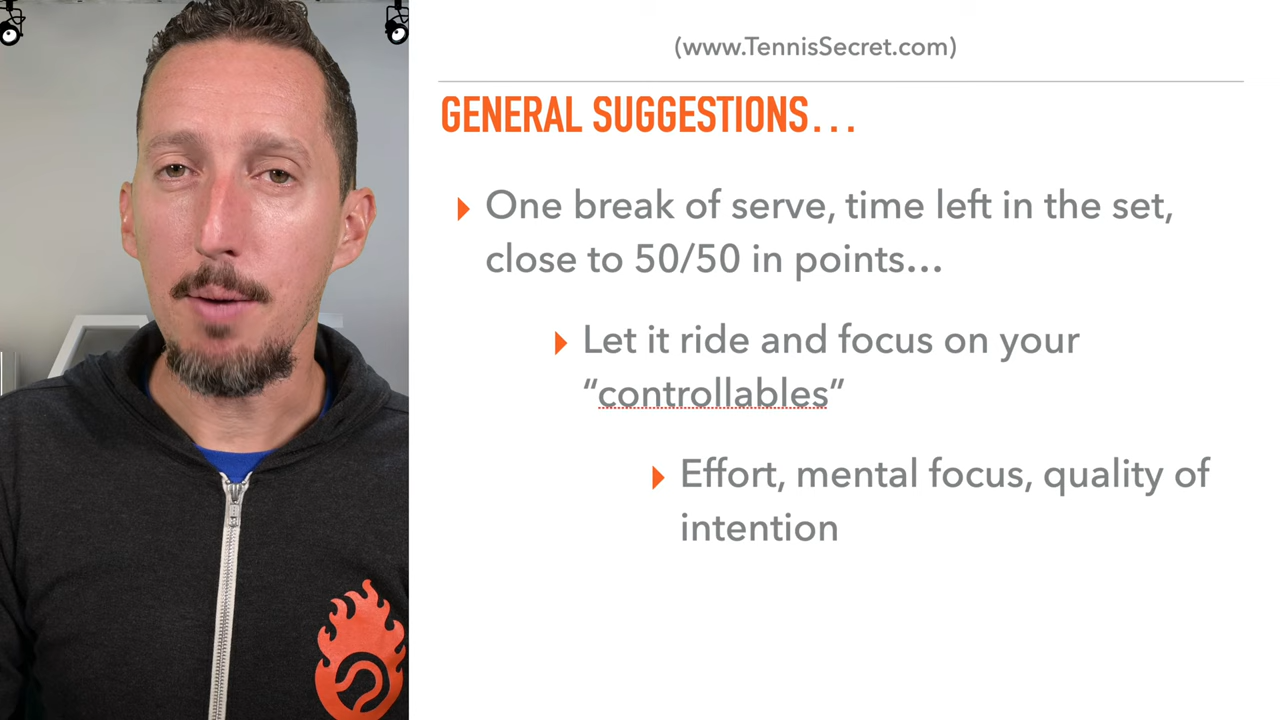 (www.TennisSecret.com)
GENERAL SUGGESTIONS...
One break of serve, time left in the set,
close to 50/50 in points...
Let it ride and focus on your
“controllables”
Effort, mental focus, quality of
intention